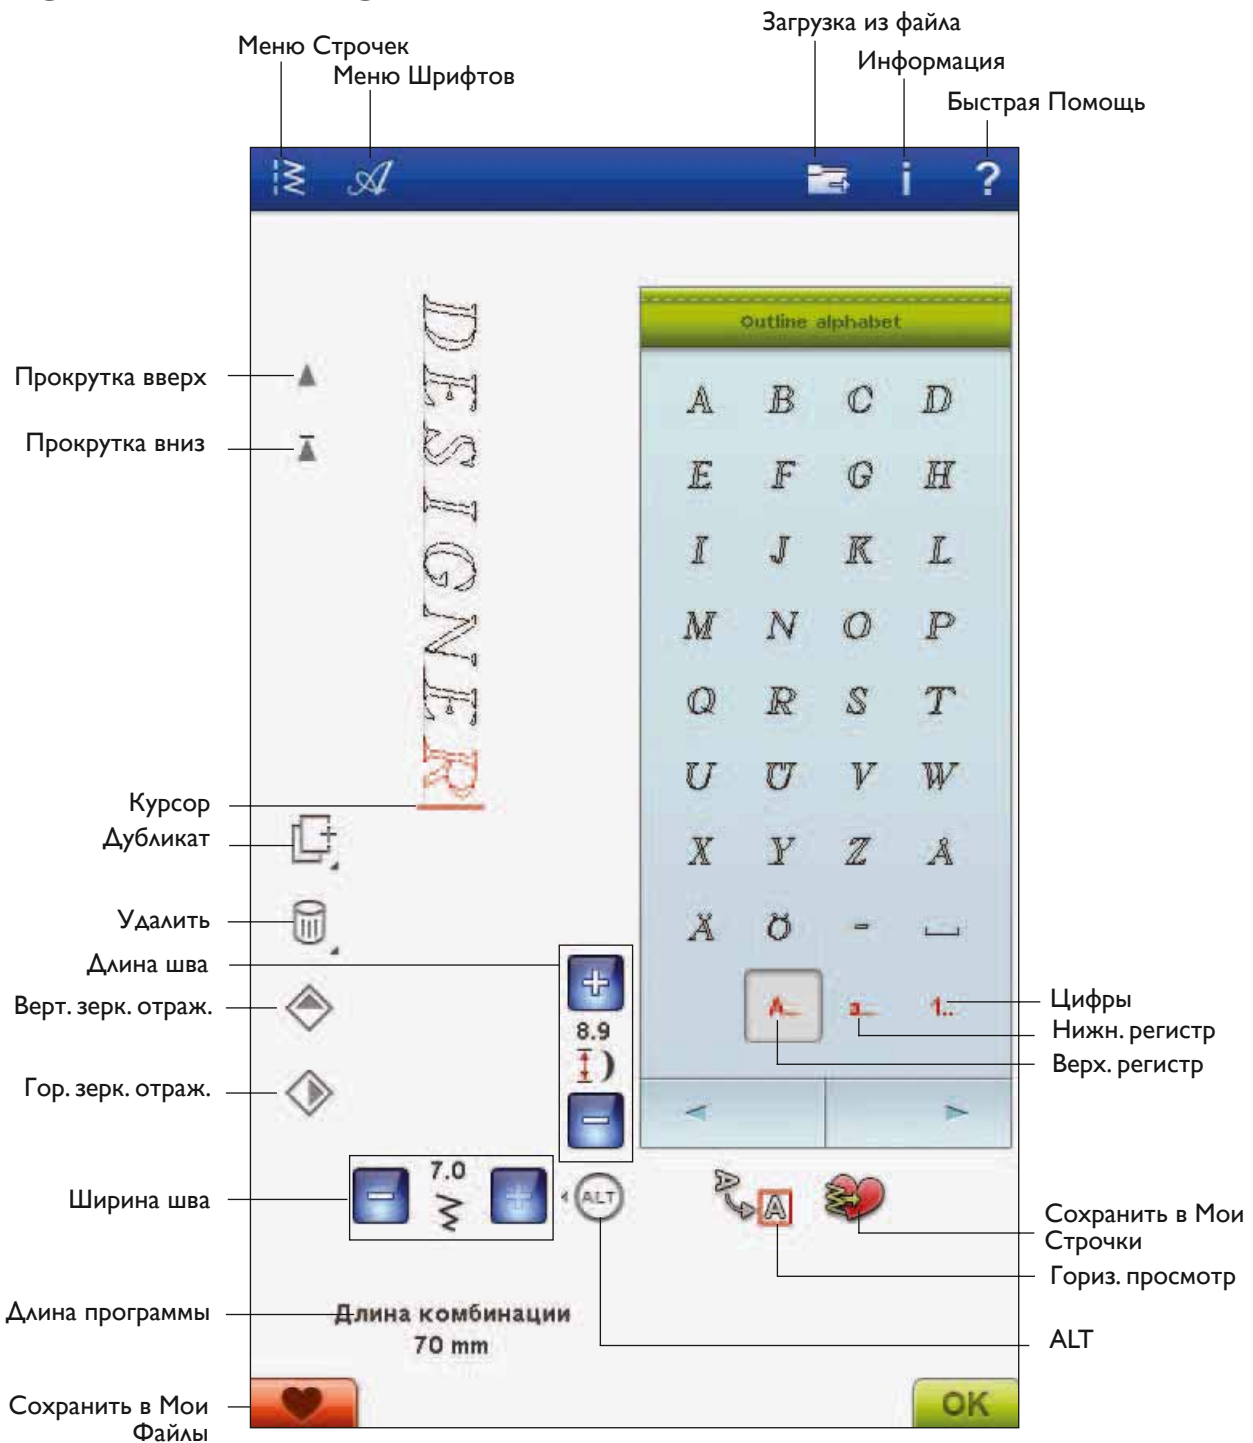 Загрузка из файла
Меню Строчек
Информация
Меню Шрифтов
Быстрая Помощь
A
i
?
DESIGNER
Outline alphabet
Прокрутка вверх
Прокрутка вниз
A B C D
E F G H
I J K L
M N O P
Q R S T
U Ü V W
X Y Z Å
Ä Ö -
Курсор
Дубликат
Удалить
Длина шва
Верт. зерк. отраж.
8.9
A_ a_ 1..
Цифры
Нижн. регистр
Верх. регистр
Гор. зерк. отраж.
Ширина шва
7.0
ALT
A A
Сохранить в Мои
Строчки
Гориз. просмотр
Длина программы
Длина комбинации
70 mm
ALT
Сохранить в Мои
Файлы
OK